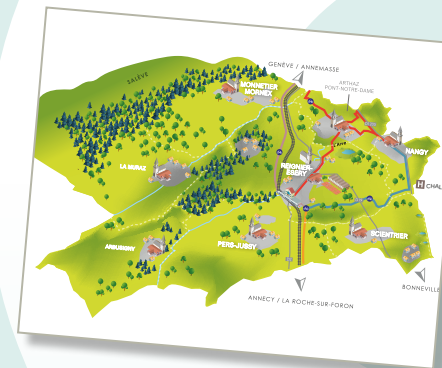 GENÈVE / ANNEMASSE
SALÈVE
MONNETIER
MORNEX
ARTHAZ
PONT-NOTRE-DAME
L'Arve
NANGY
LA MURAZ
REIGNIER-
ESERY
H CHAL
ARBUSIGNY
PERS-JUSSY
SCIENTRIER
BONNEVILLE
ANNECY / LA ROCHE-SUR-FORON